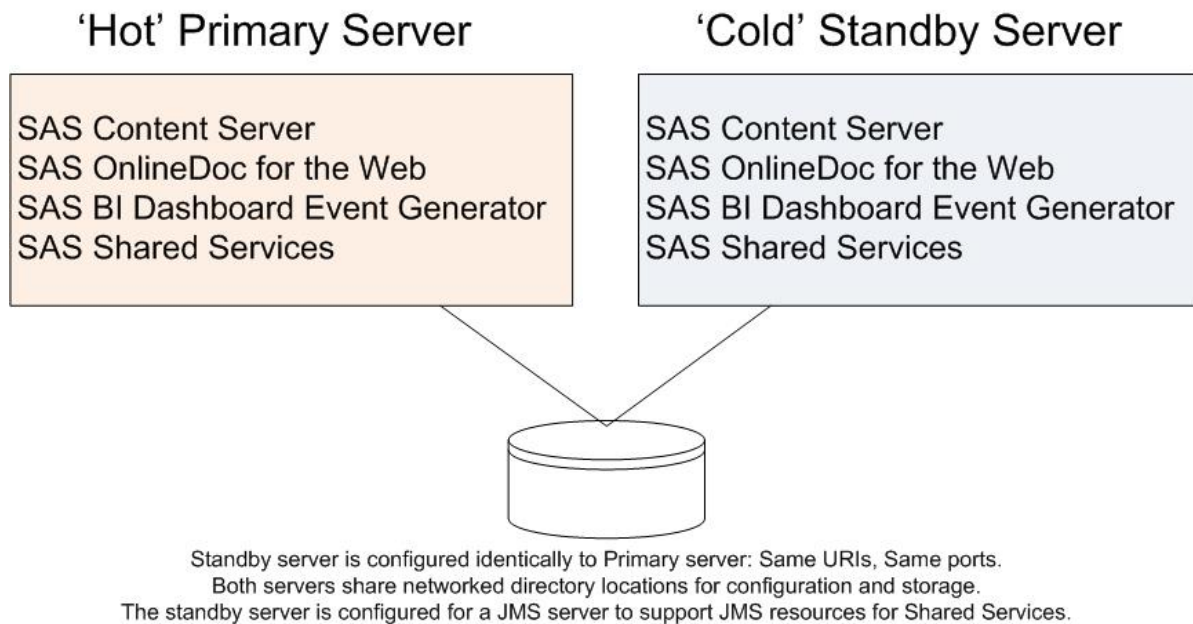 ‘Hot’ Primary Server
‘Cold’ Standby Server
SAS Content Server
SAS OnlineDoc for the Web
SAS BI Dashboard Event Generator
SAS Shared Services
SAS Content Server
SAS OnlineDoc for the Web
SAS BI Dashboard Event Generator
SAS Shared Services
Standby server is configured identically to Primary server: Same URIs, Same ports.
Both servers share networked directory locations for configuration and storage.
The standby server is configured for a JMS server to support JMS resources for Shared Services.